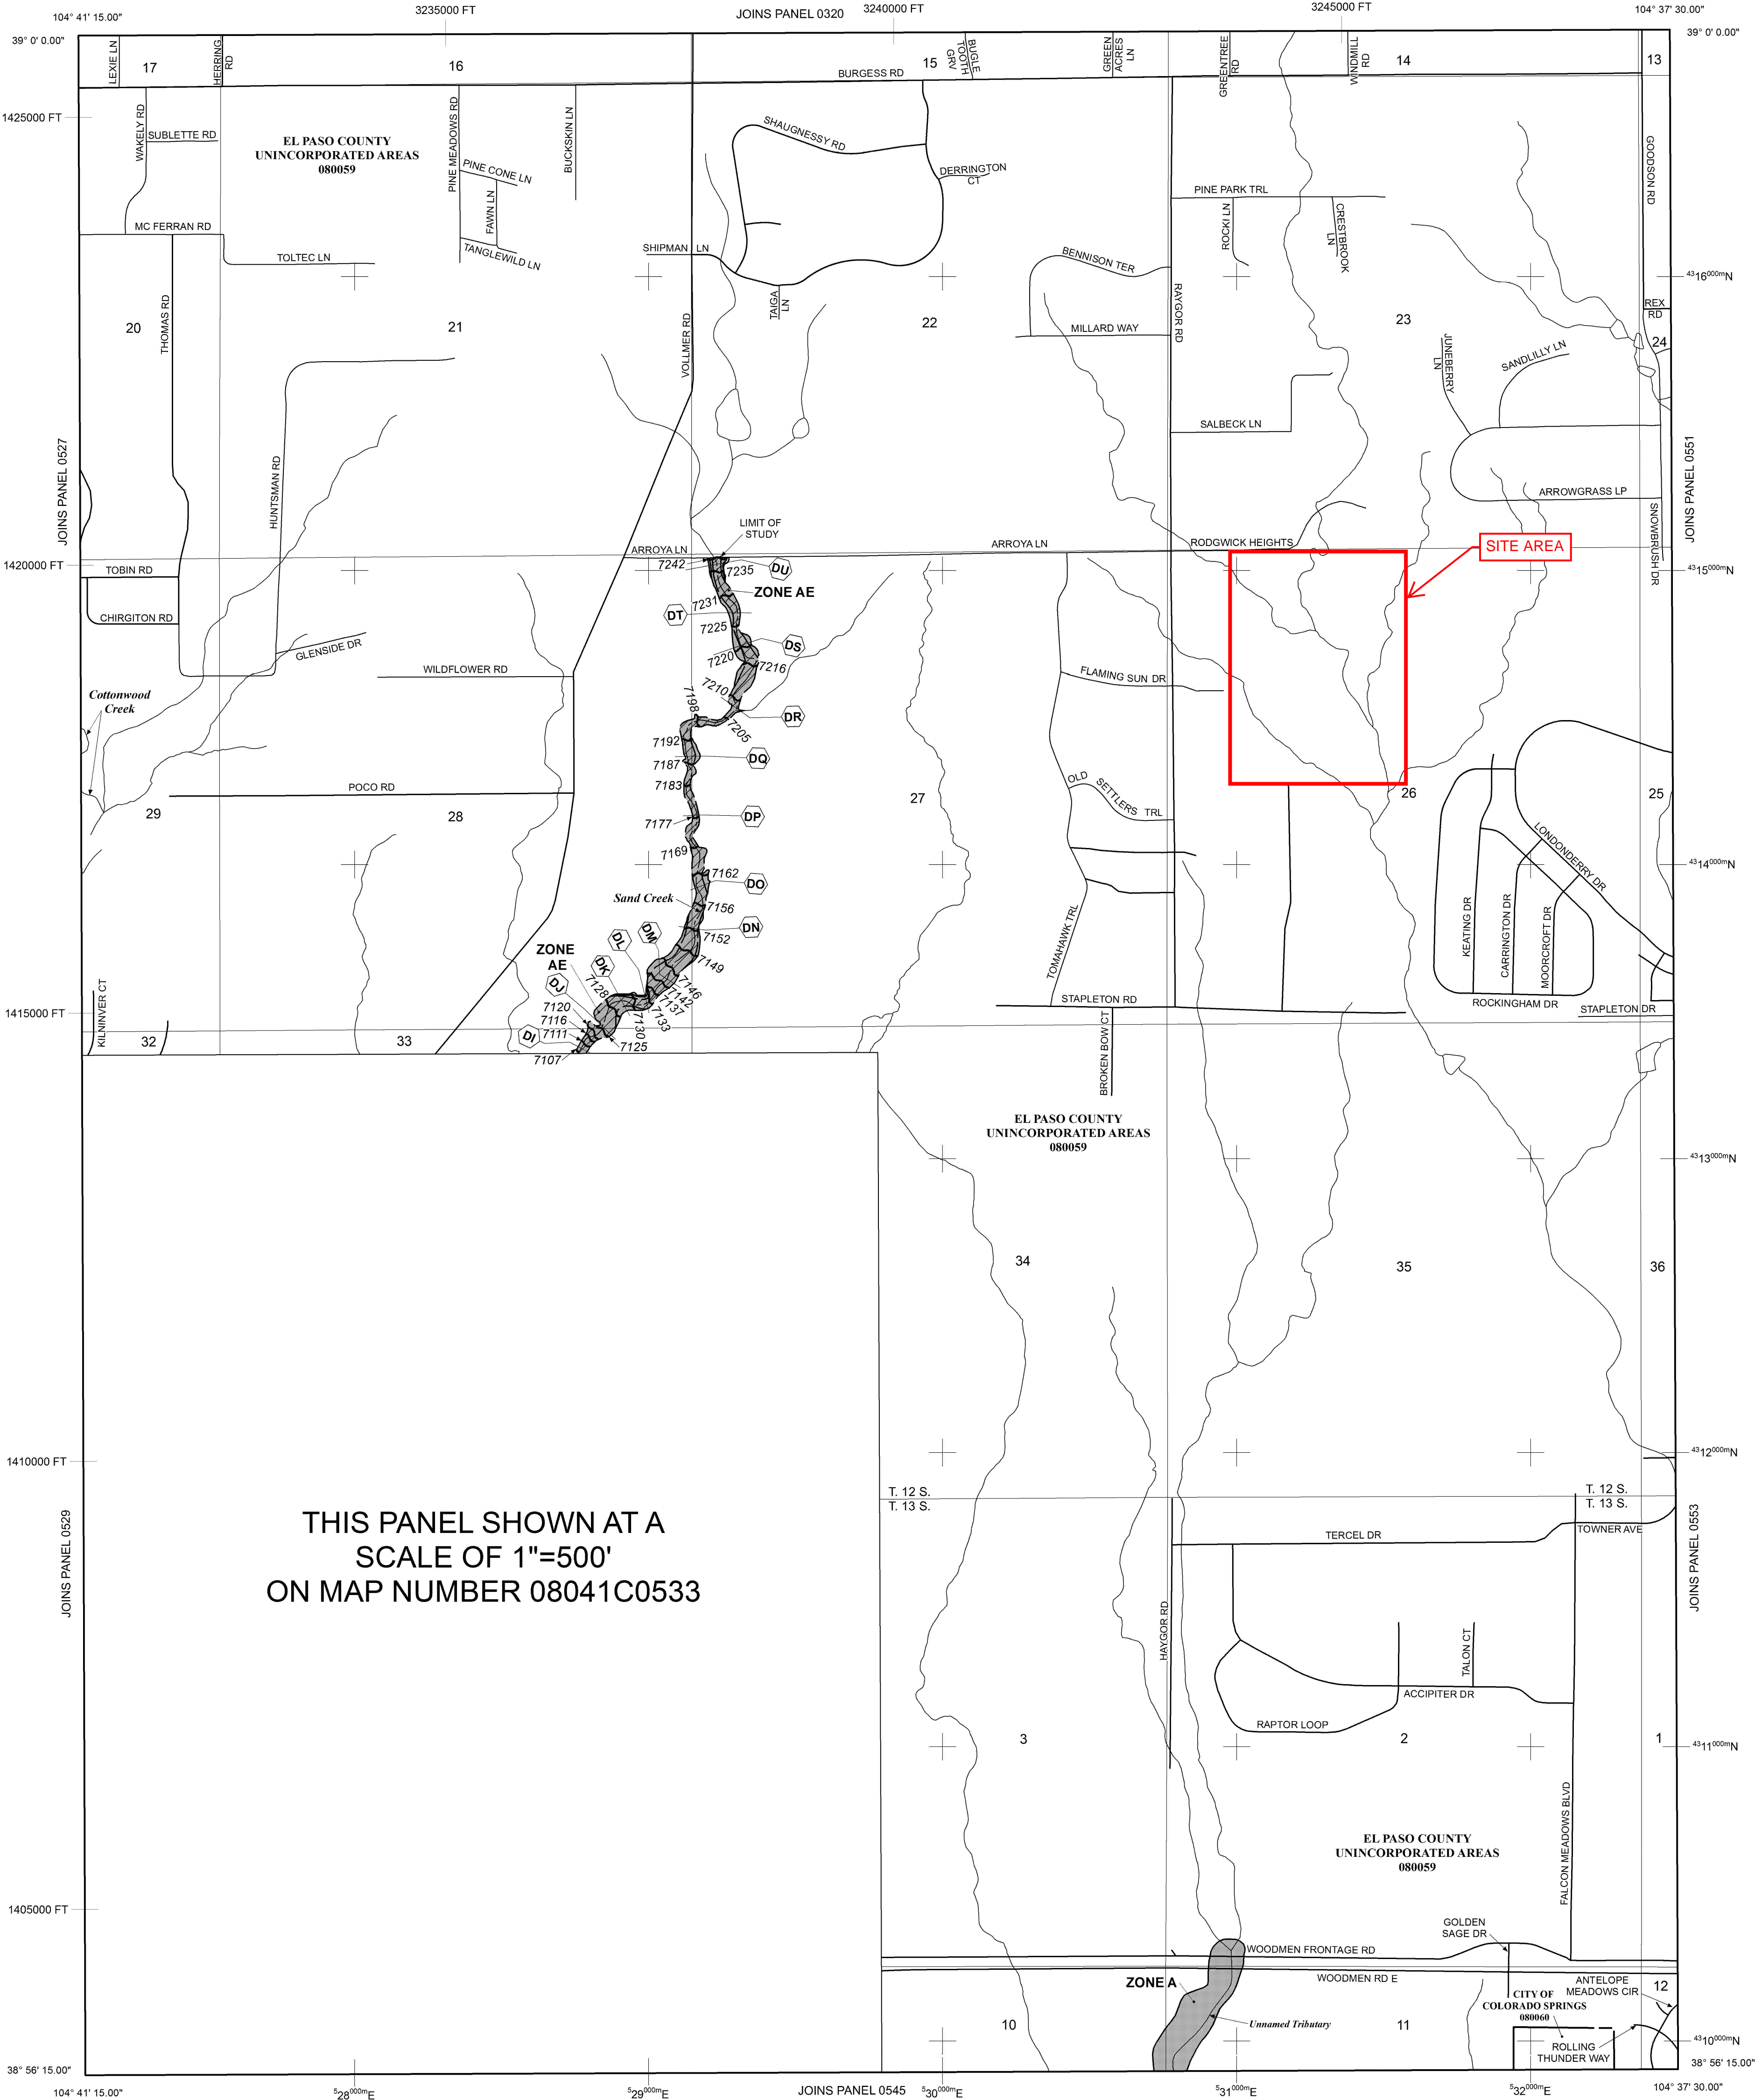 104° 41' 15.00"
3235000 FT
JOINS PANEL 0320
3240000 FT
3245000 FT
104° 37' 30.00"
39° 0' 0.00"
39° 0' 0.00"
LEXIE LN
HERRING
RD
17
16
15
BUGLE
TOOTH
GRV
GREEN
ACRES
LN
GREENTREE
RD
WINDMILL
RD
14
13
BURGESS RD
1425000 FT
WAKELY RD
SUBLETTE RD
EL PASO COUNTY
UNINCORPORATED AREAS
080059
PINE MEADOWS RD
PINE CONE LN
FAWN LN
BUCKSKIN LN
SHAUGNESSY RD
DERRINGTON
CT
PINE PARK TRL
ROCKI LN
CRESTBROOK
LN
GOODSON RD
MC FERRAN RD
TOLTEC LN
TANGLEWILD LN
SHIPMAN LN
TAIGA
LN
BENNISON TER
MILLARD WAY
RAYGOR RD
4316000mN
REX
RD
20
THOMAS RD
21
VOLLMER RD
22
23
24
JUNEBERRY
LN
SANDLILLY LN
SALBECK LN
JOINS PANEL 0527
HUNTSMAN RD
JOINS PANEL 0551
ARROWGRASS LP
SNOWBRUSH DR
LIMIT OF
STUDY
ARROYA LN
ARROYA LN
RODGWICK HEIGHTS
SITE AREA
1420000 FT
TOBIN RD
7242
7235
DU
4315000mN
ZONE AE
7231
DT
CHIRGITON RD
7225
GLENSIDE DR
DS
7220
7216
WILDFLOWER RD
FLAMING SUN DR
7210
Cottonwood
Creek
7198
DR
7205
7192
DQ
7187
OLD
SETTLERS
TRL
7183
POCO RD
29
28
27
26
25
7177
DP
LONDONDERRY DR
7169
4314000mN
7162
DO
Sand Creek
7156
KEATING DR
CARRINGTON DR
MOORCROFT DR
DN
7152
DM
DL
ZONE
AE
DK
7149
TOMAHAWK TRL
7128
DJ
7146
7142
7137
7133
7130
STAPLETON RD
ROCKINGHAM DR
STAPLETON DR
1415000 FT
7120
7116
7111
DI
7125
7107
KILNINVER CT
32
33
BROKEN BOW CT
EL PASO COUNTY
UNINCORPORATED AREAS
080059
4313000mN
34
35
36
1410000 FT
4312000mN
T. 12 S.
T. 13 S.
T. 12 S.
T. 13 S.
JOINS PANEL 0529
THIS PANEL SHOWN AT A
SCALE OF 1"=500'
ON MAP NUMBER 08041C0533
TERCEL DR
TOWNER AVE
JOINS PANEL 0553
HAYGOR RD
TALON CT
ACCIPITER DR
RAPTOR LOOP
3
2
1
4311000mN
FALCON MEADOWS BLVD
EL PASO COUNTY
UNINCORPORATED AREAS
080059
1405000 FT
GOLDEN
SAGE DR
WOODMEN FRONTAGE RD
WOODMEN RD E
ZONE A
CITY OF
COLORADO SPRINGS
080060
ANTELOPE
MEADOWS CIR
12
10
Unnamed Tributary
11
ROLLING
THUNDER WAY
4310000mN
38° 56' 15.00"
38° 56' 15.00"
104° 41' 15.00"
528000mE
529000mE
JOINS PANEL 0545
530000mE
531000mE
532000mE
104° 37' 30.00"